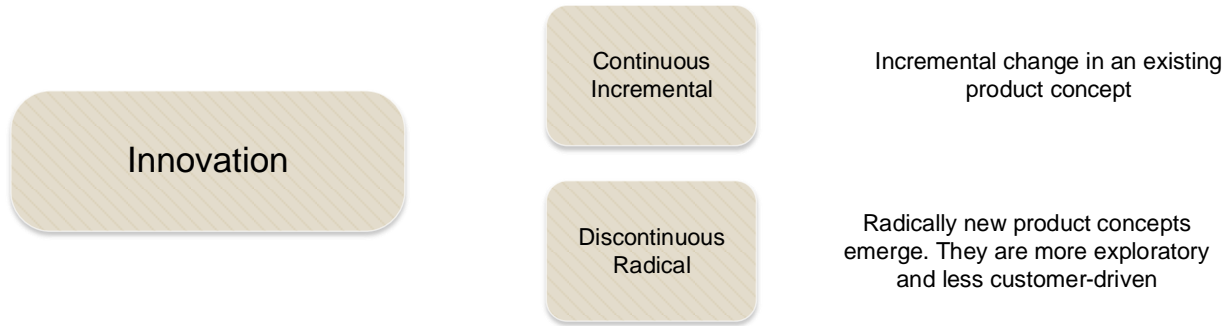 Innovation
Continuous
Incremental
Incremental change in an existing
product concept
Discontinuous
Radical
Radically new product concepts
emerge. They are more exploratory
and less customer-driven